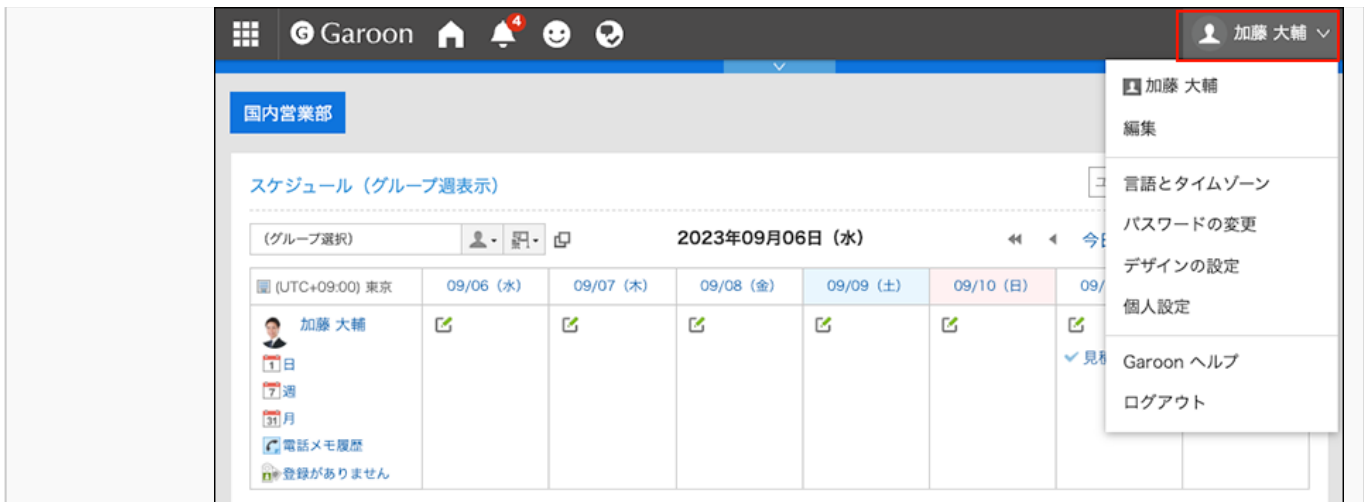 Garoon 4 加藤 大輔
加藤 大輔
編集
言語とタイムゾーン
パスワードの変更
デザインの設定
個人設定
Garoon ヘルプ
ログアウト
国内営業部
スケジュール（グループ週表示）
(グループ選択) 2023年09月06日（水）
(UTC+09:00) 東京 09/06（水） 09/07（木） 09/08（金） 09/09（土） 09/10（日） 09/
加藤 大輔
1 日
7 週
31 月
電話メモ履歴
登録がありません